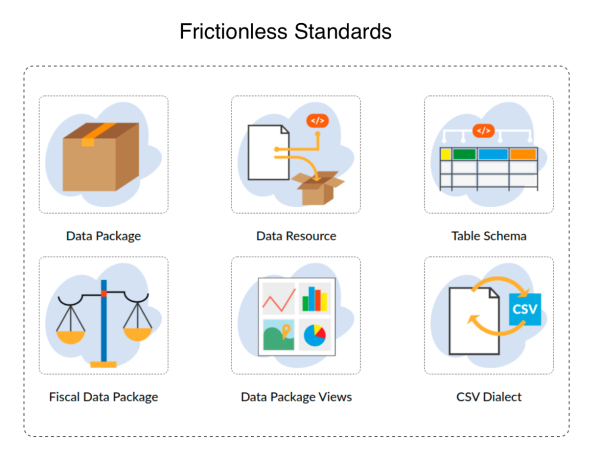 Frictionless Standards
</>
</>
Data Package
Data Resource
Table Schema
CSV
Fiscal Data Package
Data Package Views
CSV Dialect